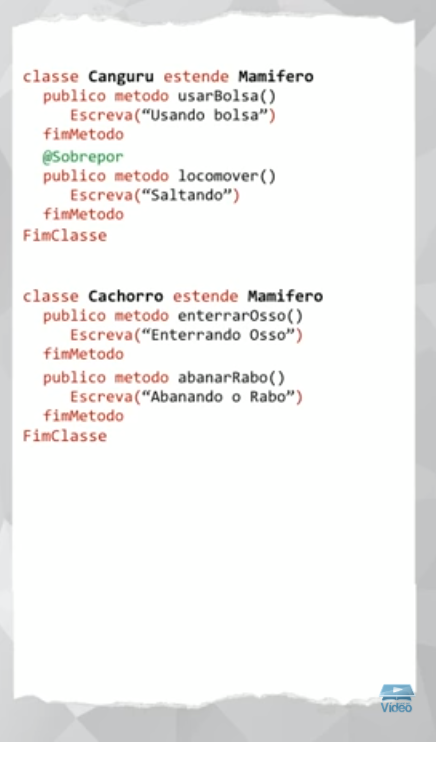 classe Canguru estende Mamifero
publico metodo usarBolsa()
Escreva(“Usando bolsa”)
fimMetodo
@Sobrepor
publico metodo locomover()
Escreva(“Saltando”)
fimMetodo
FimClasse
classe Cachorro estende Mamifero
publico metodo enterrarOsso()
Escreva(“Enterrando Osso”)
fimMetodo
publico metodo abanarRabo()
Escreva(“Abanando o Rabo”)
fimMetodo
FimClasse
Vídeo